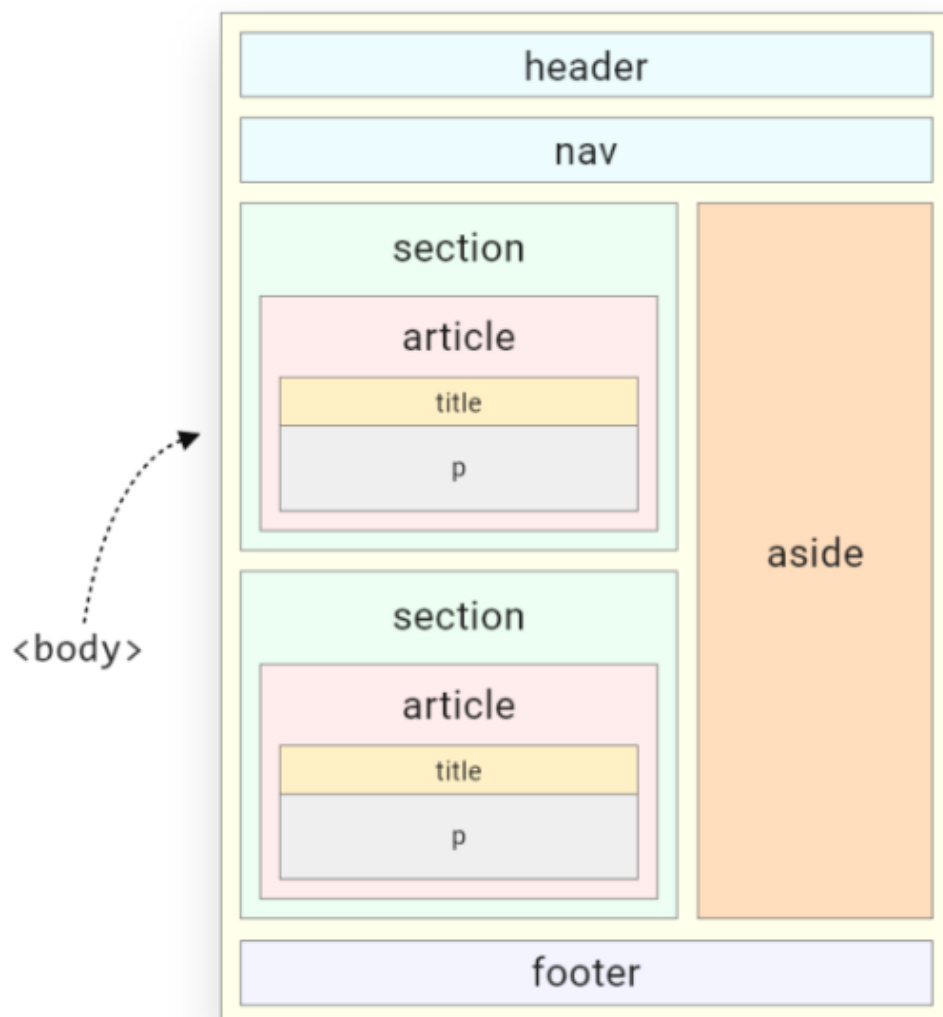 header
nav
section
article
title
p
aside
<body>
section
article
title
p
footer